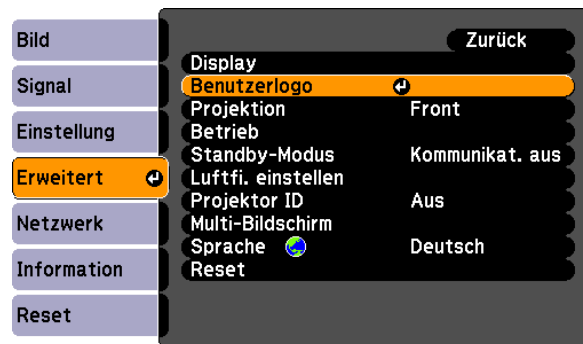 Bild
Signal
Einstellung
Erweitert
Netzwerk
Information
Reset
Zurück
Display
Benutzerlogo
Projektion Front
Betrieb
Standby-Modus Kommunikat. aus
Luftfi. einstellen
Projektor ID Aus
Multi-Bildschirm
Sprache Deutsch
Reset